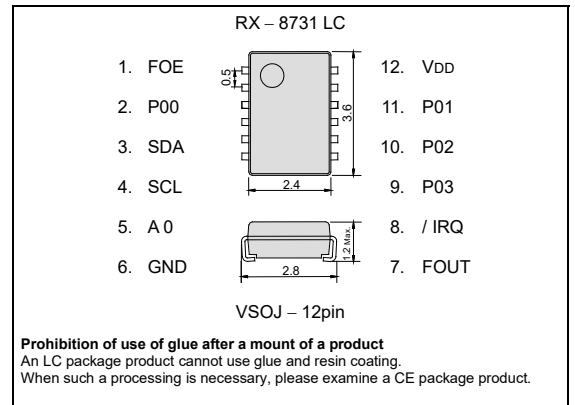 RX – 8731 LC
1. FOE
2. P00
3. SDA
4. SCL
5. A 0
6. GND
0.5
3.6
2.4
1.2 Max.
2.8
12. VDD
11. P01
10. P02
9. P03
8. / IRQ
7. FOUT
VSOJ – 12pin
Prohibition of use of glue after a mount of a product
An LC package product cannot use glue and resin coating.
When such a processing is necessary, please examine a CE package product.